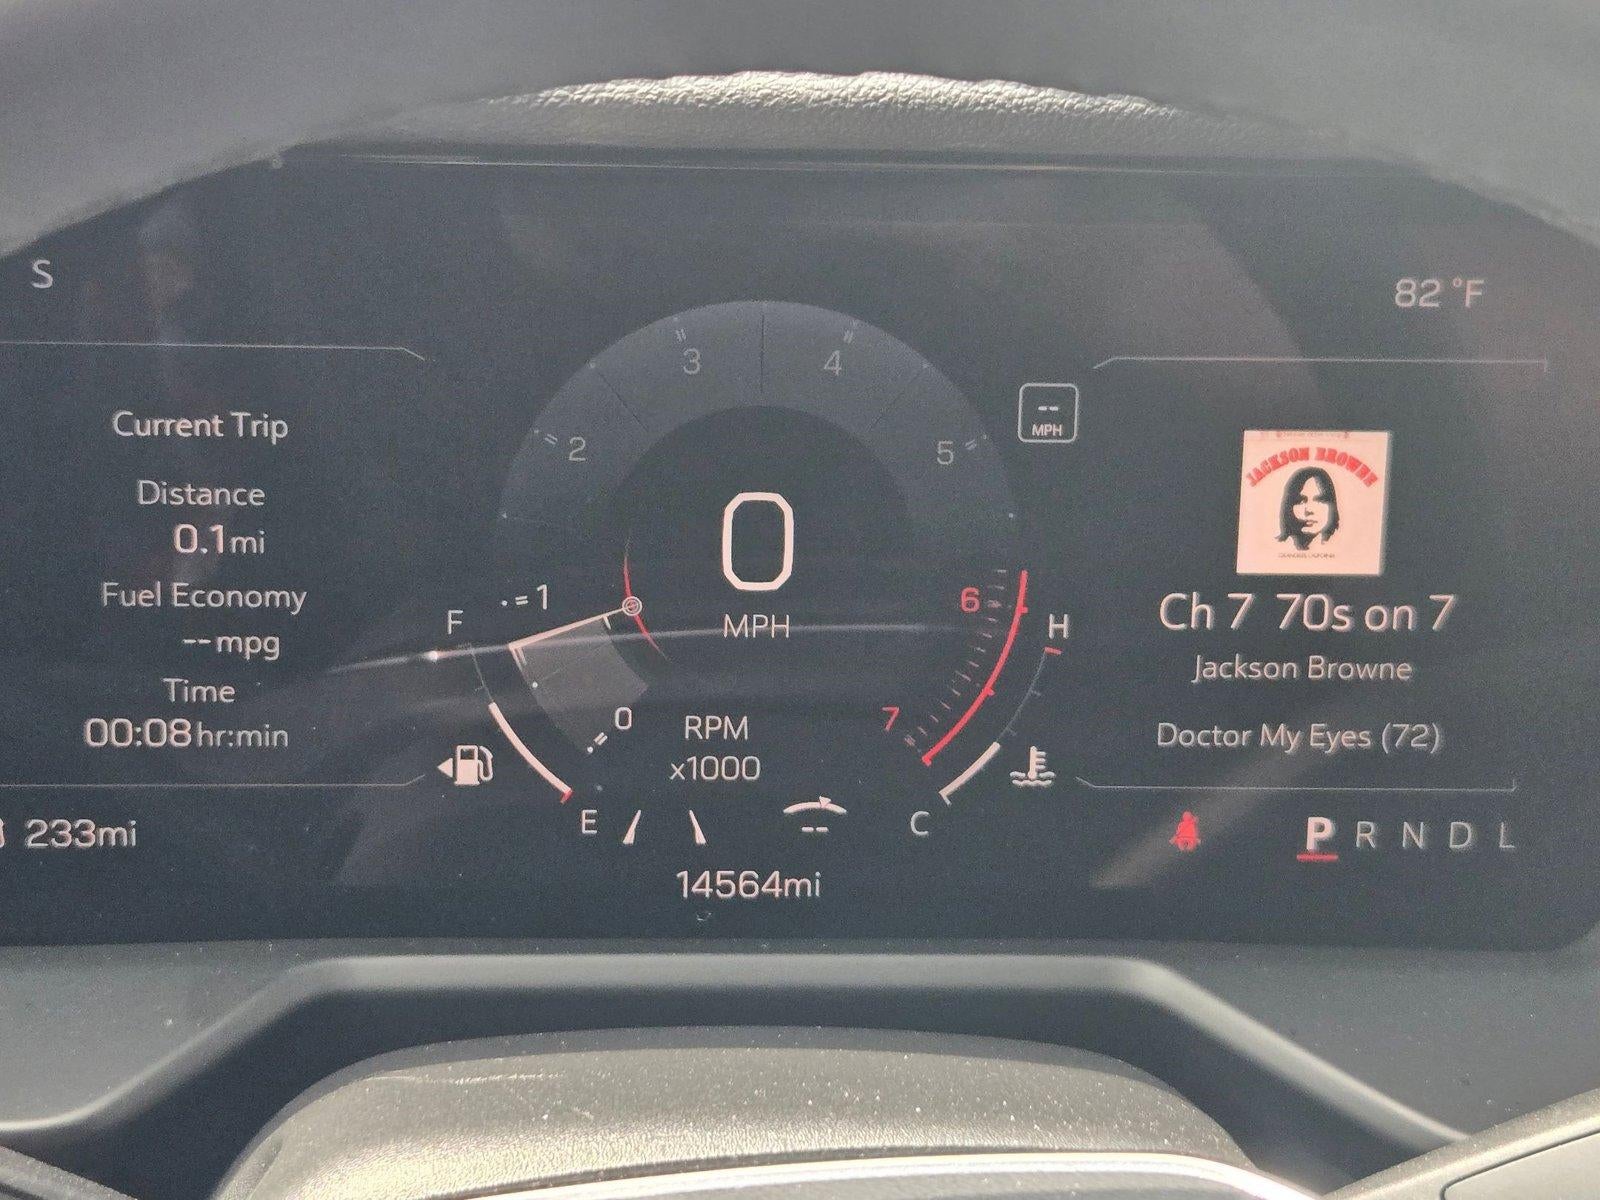 S
82 °F
3
4
2
5
--
MPH
Current Trip
Distance
0.1mi
Fuel Economy
--mpg
Time
00:08hr:min
233mi
F
1
0
E
0
MPH
RPM
x1000
6
7
H
C
--
14564mi
JACKSON BROWNE
Ch 7 70s on 7
Jackson Browne
Doctor My Eyes (72)
P R N D L